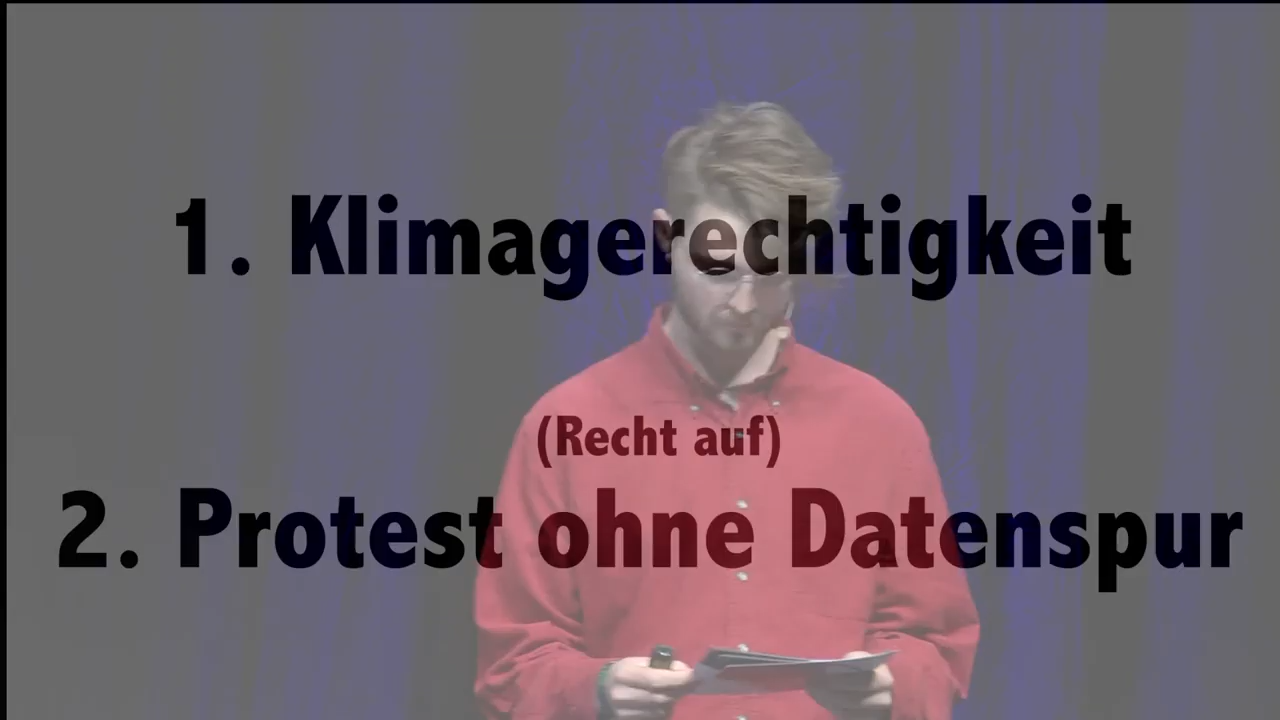 1. Klimagerechtigkeit
(Recht auf)
2. Protest ohne Datenspur